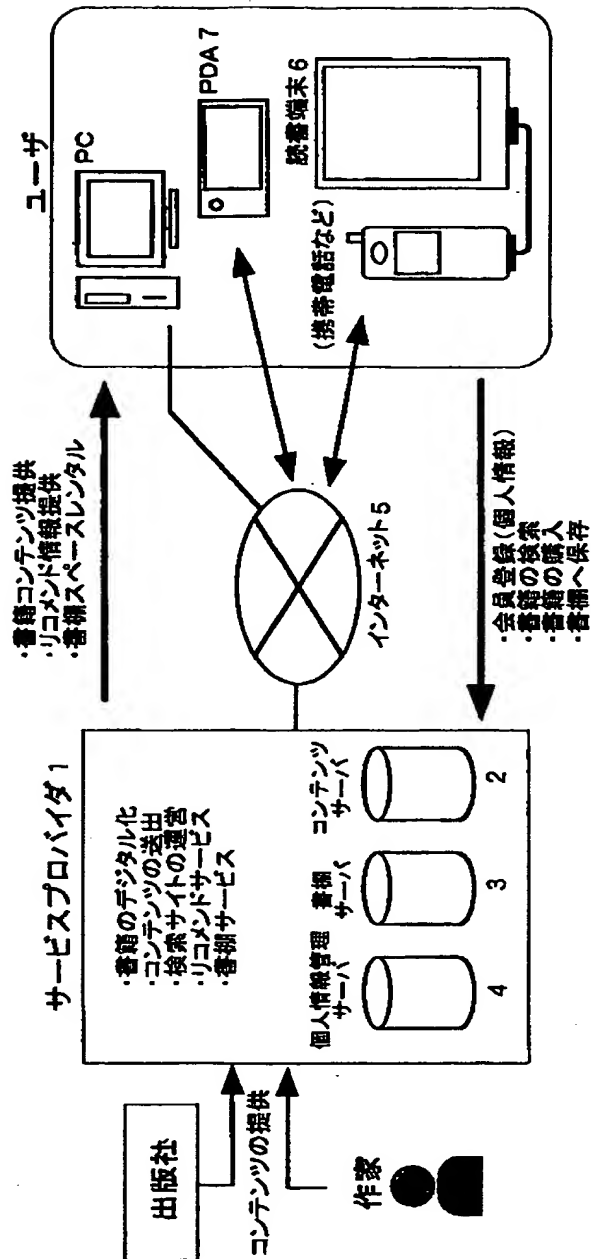 出版社
コンテンツの提供
作家
サービスプロバイダ 1
・書籍のデジタル化
・コンテンツの送出
・検索サイトの運営
・リコメンドサービス
・書棚サービス
個人情報管理
サーバ
4
書棚
サーバ
3
コンテンツ
サーバ
2
・書籍コンテンツ提供
・リコメンド情報提供
・書棚スペースレンタル
インターネット 5
・会員登録(個人情報)
・書籍の検索
・書籍の購入
・書棚へ保存
ユーザ
PC
PDA 7
(携帯電話など)
読書端末 6